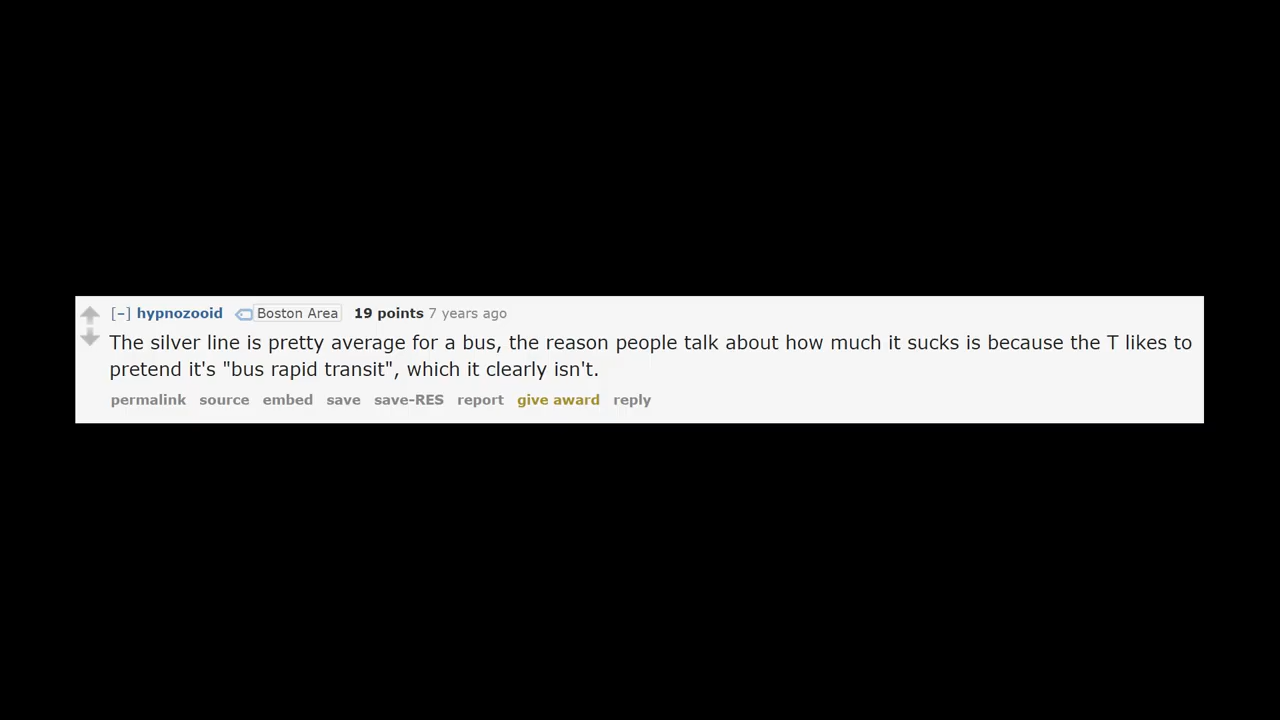 [–] hypnozooid Boston Area 19 points 7 years ago
The silver line is pretty average for a bus, the reason people talk about how much it sucks is because the T likes to
pretend it's "bus rapid transit", which it clearly isn't.
permalink source embed save save-RES report give award reply